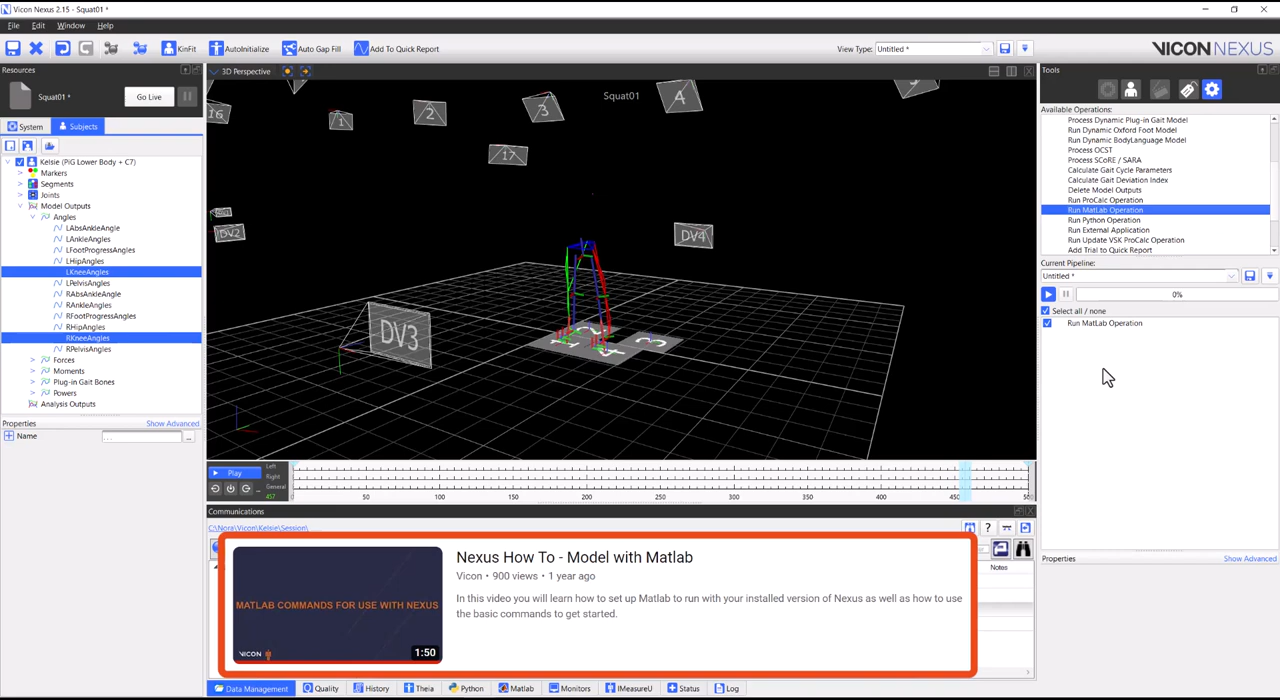 Vicon Nexus 2.15 - Squat01 *
File Edit Window Help
KinFit AutoInitialize Auto Gap Fill Add To Quick Report
View Type: Untitled *
VICON NEXUS
Resources
Squat01 *
Go Live
System Subjects
Kelsie (PiG Lower Body + C7)
Markers
Segments
Joints
Model Outputs
Angles
LAbsAnkleAngle
LAnkleAngles
LFootProgressAngles
LHipAngles
LKneeAngles
LPelvisAngles
RAbsAnkleAngle
RAnkleAngles
RFootProgressAngles
RHipAngles
RKneeAngles
RPelvisAngles
Forces
Moments
Plug-in Gait Bones
Powers
Analysis Outputs
Properties Show Advanced
Name ... ...
3D Perspective
Squat01
16
1
2
3
4
17
DV2
DV4
DV3
Play
Left
Right
General
457
0 50 100 150 200 250 300 350 400 450
Communications
C:\Nora\Vicon\Kelsie\Session\
?
Notes
MATLAB COMMANDS FOR USE WITH NEXUS
VICON
1:50
Nexus How To - Model with Matlab
Vicon • 900 views • 1 year ago
In this video you will learn how to set up Matlab to run with your installed version of Nexus as well as how to use
the basic commands to get started.
Data Management Quality History Theia Python Matlab Monitors IMeasureU Status Log
Tools
Available Operations:
Process Dynamic Plug-in Gait Model
Run Dynamic Oxford Foot Model
Run Dynamic BodyLanguage Model
Process OCST
Process SCoRE / SARA
Calculate Gait Cycle Parameters
Calculate Gait Deviation Index
Delete Model Outputs
Run ProCalc Operation
Run MatLab Operation
Run Python Operation
Run External Application
Run Update VSK ProCalc Operation
Add Trial to Quick Report
Current Pipeline:
Untitled *
0%
Select all / none
Run MatLab Operation
Properties Show Advanced